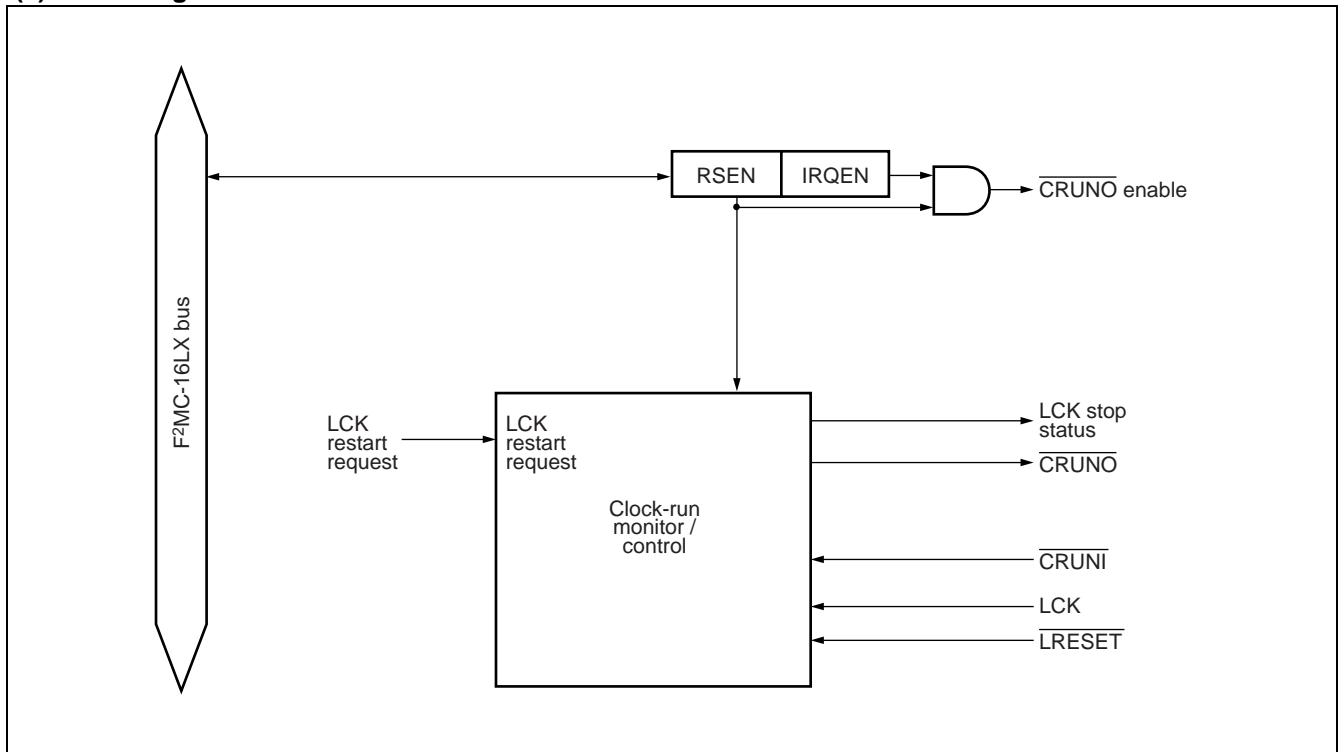 RSEN
IRQEN
CRUNO enable
F²MC-16LX bus
LCK
restart
request
LCK
restart
request
Clock-run
monitor /
control
LCK stop
status
CRUNO
CRUNI
LCK
LRESET